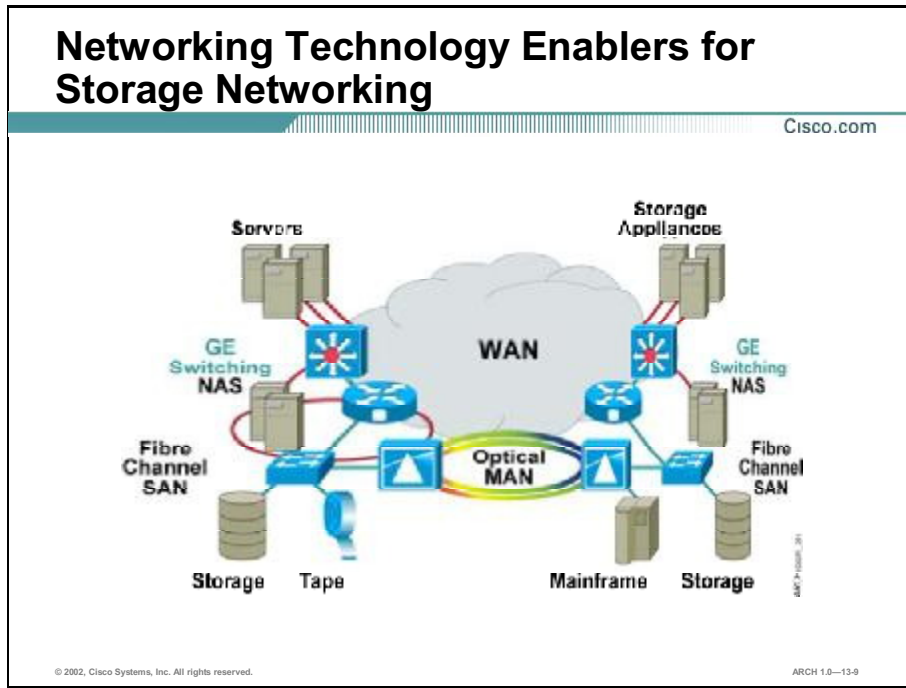 Networking Technology Enablers for
Storage Networking
Cisco.com
Servers
Storage
Appliances
GE
Switching
NAS
WAN
GE
Switching
NAS
Fibre
Channel
SAN
Optical
MAN
Fibre
Channel
SAN
Storage
Tape
Mainframe
Storage
© 2002, Cisco Systems, Inc. All rights reserved.
ARCH 1.0—13-9